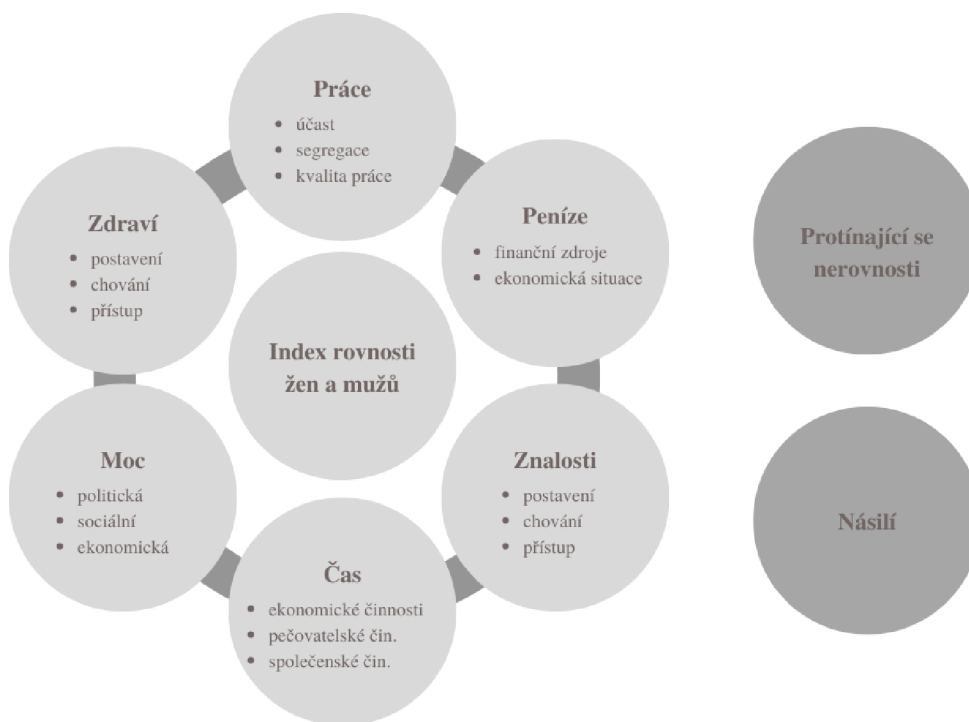 Práce
• účast
• segregace
• kvalita práce
Peníze
• finanční zdroje
• ekonomická situace
Znalosti
• postavení
• chování
• přístup
Čas
• ekonomické činnosti
• pečovatelské čin.
• společenské čin.
Moc
• politická
• sociální
• ekonomická
Zdraví
• postavení
• chování
• přístup
Index rovnosti
žen a mužů
Protínající se
nerovnosti
Násilí